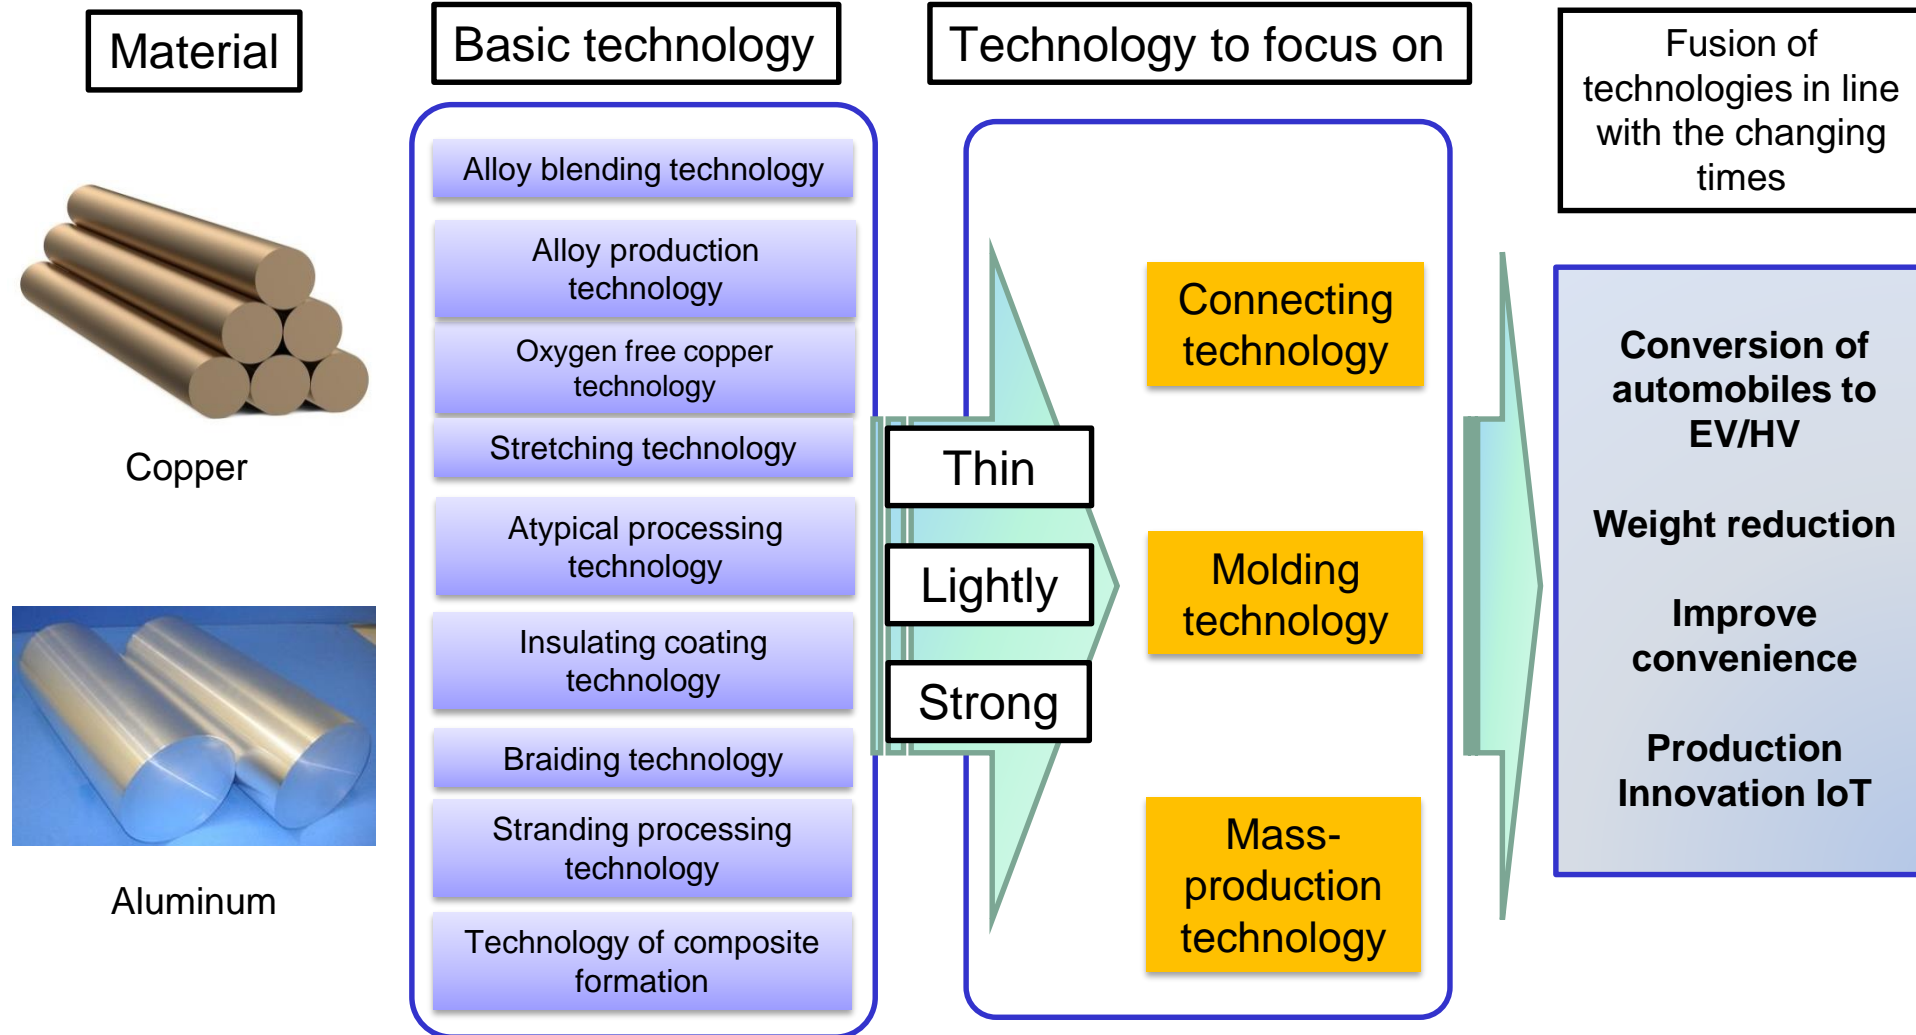 Material
Copper
Aluminum
Basic technology
Alloy blending technology
Alloy production
technology
Oxygen free copper
technology
Stretching technology
Atypical processing
technology
Insulating coating
technology
Braiding technology
Stranding processing
technology
Technology of composite
formation
Thin
Lightly
Strong
Technology to focus on
Connecting
technology
Molding
technology
Mass-
production
technology
Fusion of
technologies in line
with the changing
times
Conversion of
automobiles to
EV/HV
Weight reduction
Improve
convenience
Production
Innovation IoT